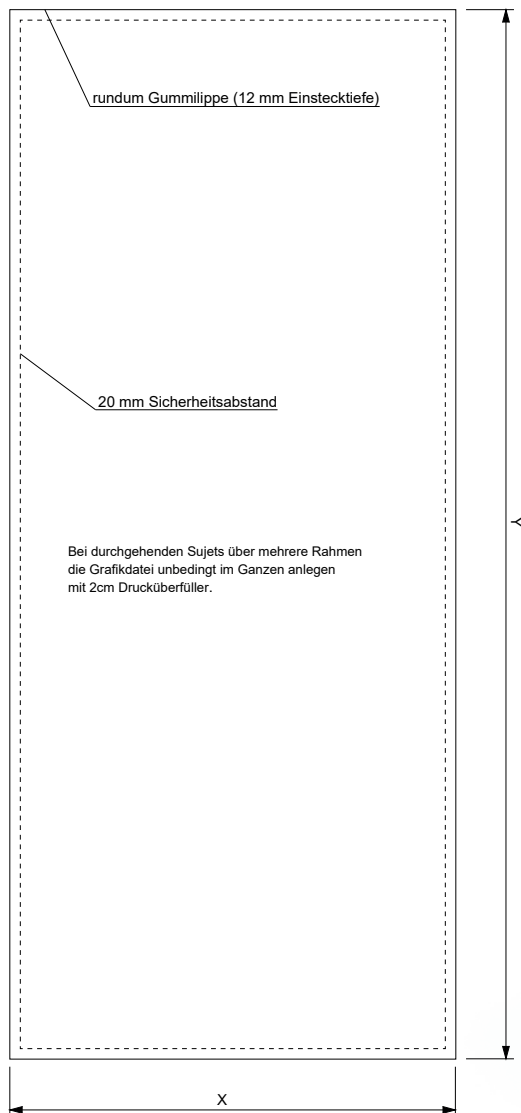 rundum Gummilippe (12 mm Einstecktiefe)
20 mm Sicherheitsabstand
Y
Bei durchgehenden Sujets über mehrere Rahmen
die Grafikdatei unbedingt im Ganzen anlegen
mit 2cm Drucküberfüller.
X